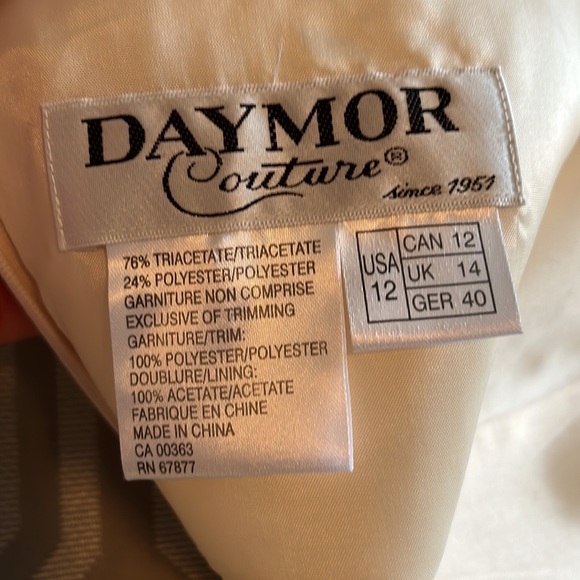 DAYMOR
Couture®
since 1951
76% TRIACETATE/TRIACETATE
24% POLYESTER/POLYESTER
GARNITURE NON COMPRISE
EXCLUSIVE OF TRIMMING
GARNITURE/TRIM:
100% POLYESTER/POLYESTER
DOUBLURE/LINING:
100% ACETATE/ACETATE
FABRIQUE EN CHINE
MADE IN CHINA
CA 00363
RN 67877
USA 12
CAN 12
UK 14
GER 40